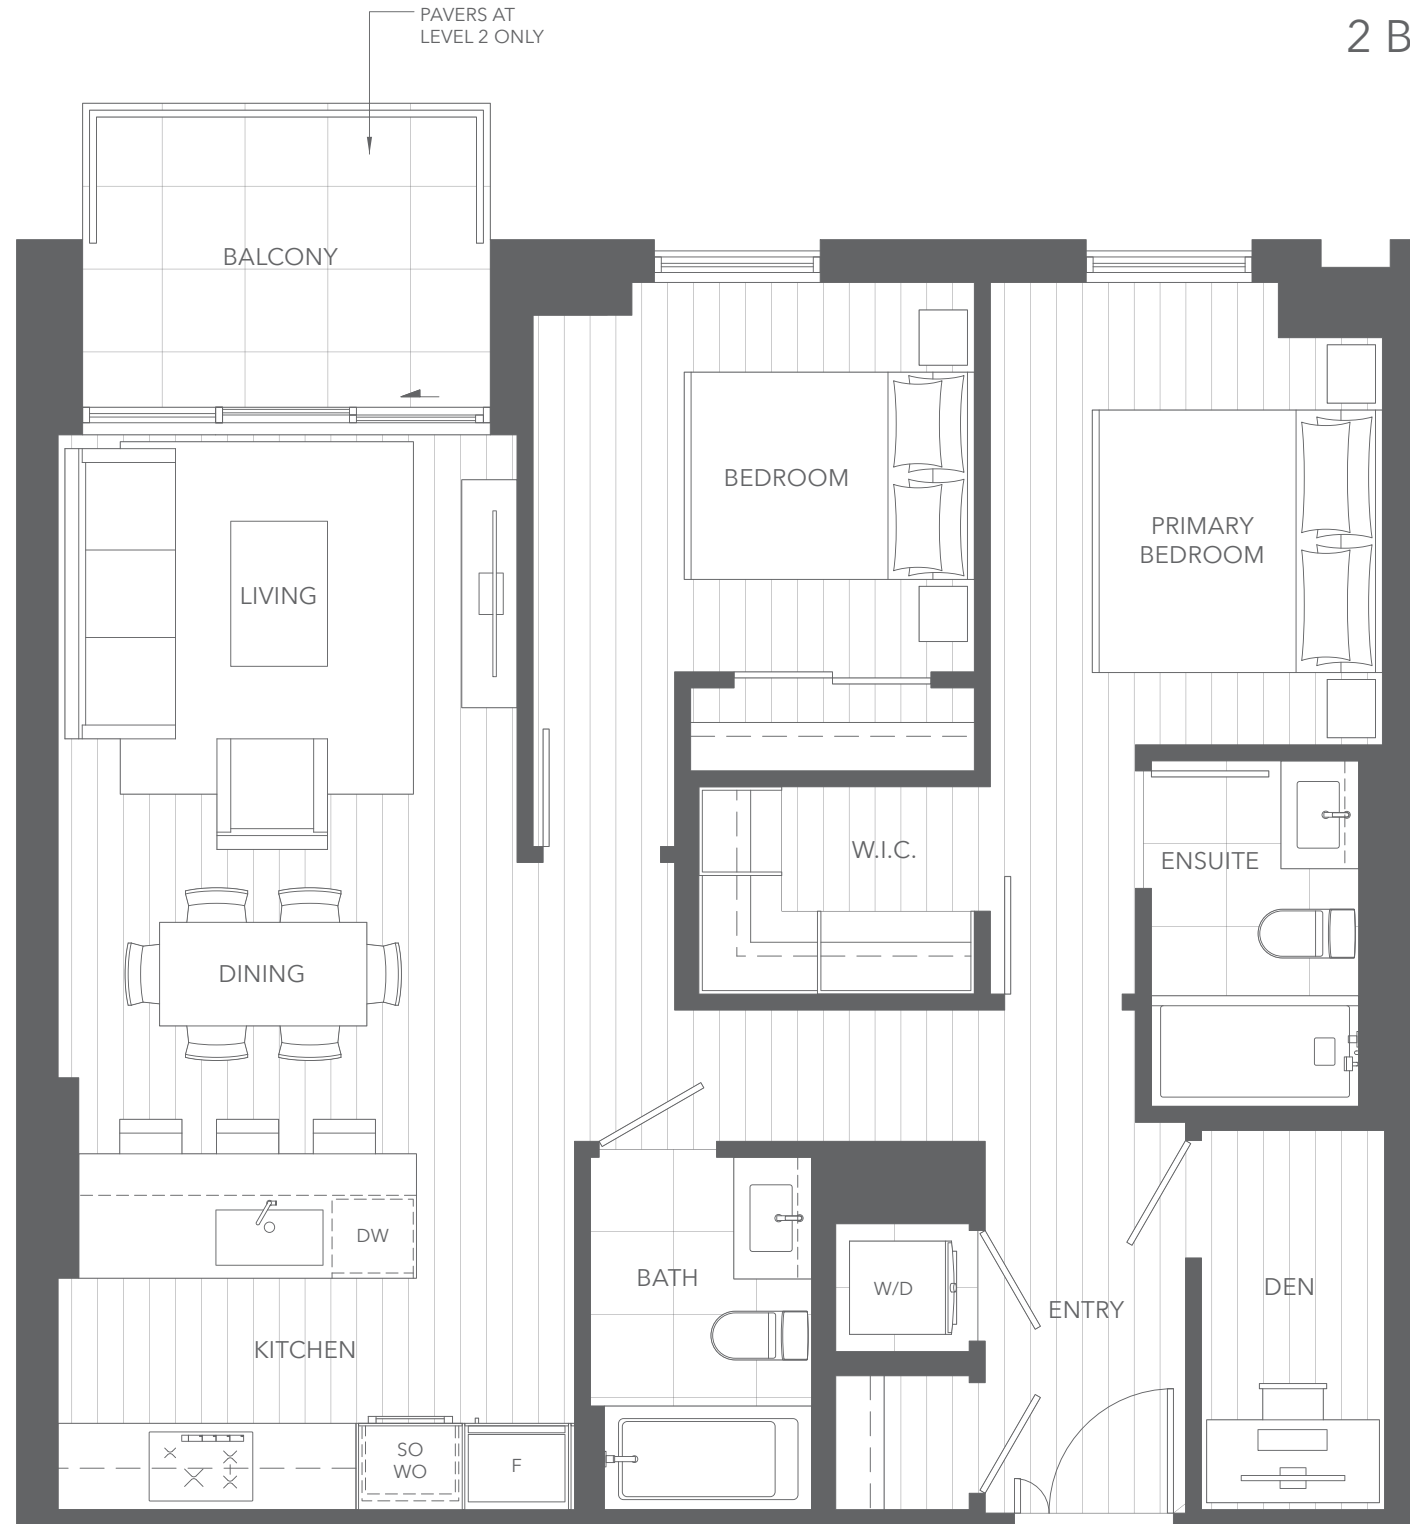 PAVERS AT
LEVEL 2 ONLY
2 B
BALCONY
BEDROOM
PRIMARY
BEDROOM
LIVING
W.I.C.
ENSUITE
DINING
DW
BATH
W/D
ENTRY
DEN
KITCHEN
SO
WO
F